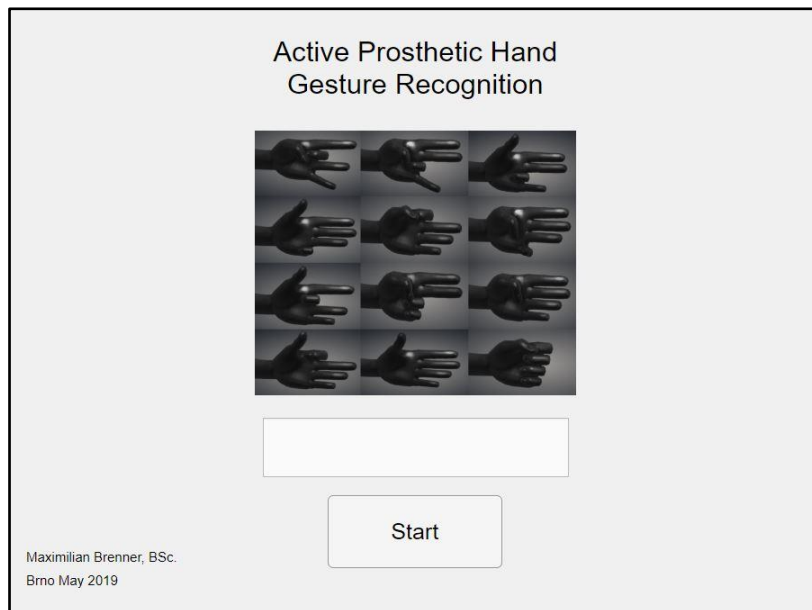 Active Prosthetic Hand
Gesture Recognition
Start
Maximilian Brenner, BSc.
Brno May 2019